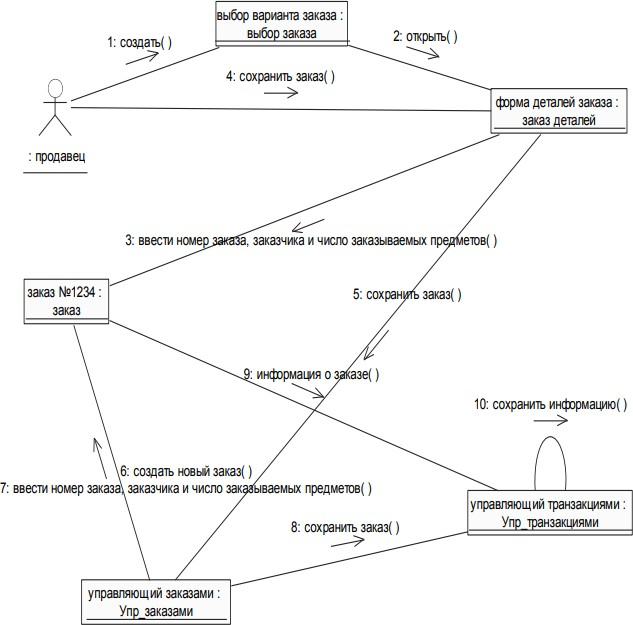 выбор варианта заказа :
выбор заказа
1: создать( )
2: открыть( )
4: сохранить заказ( )
форма деталей заказа :
заказ деталей
: продавец
3: ввести номер заказа, заказчика и число заказываемых предметов( )
заказ №1234 :
заказ
5: сохранить заказ( )
9: информация о заказе( )
10: сохранить информацию( )
6: создать новый заказ( )
7: ввести номер заказа, заказчика и число заказываемых предметов( )
управляющий транзакциями :
Упр_транзакциями
8: сохранить заказ( )
управляющий заказами :
Упр_заказами